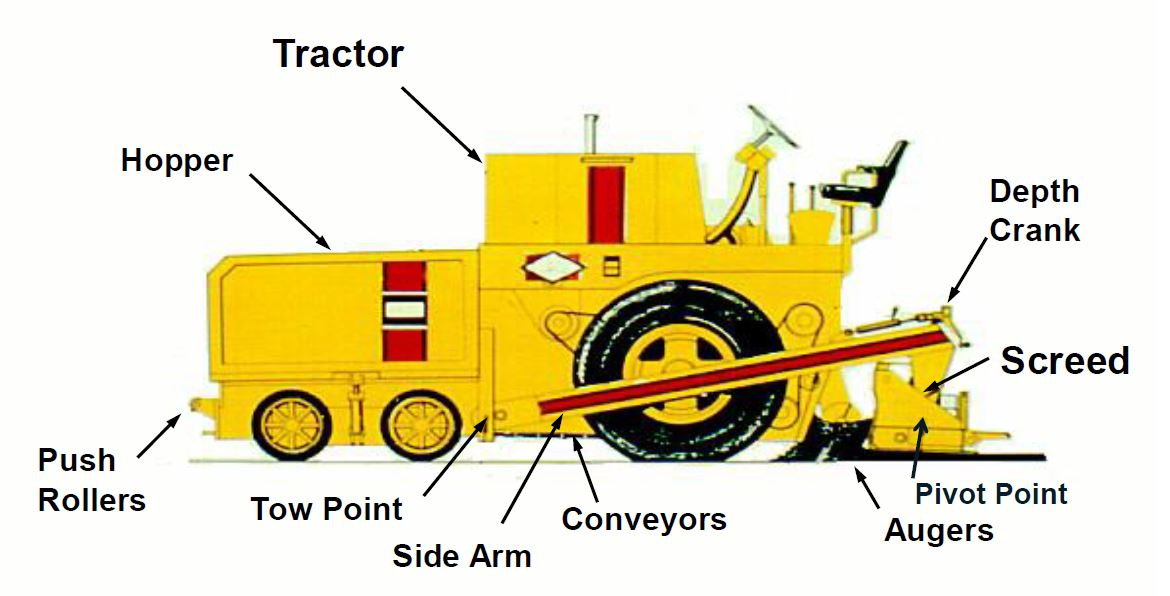 Tractor
Hopper
Depth
Crank
Screed
Push
Rollers
Tow Point
Side Arm
Conveyors
Pivot Point
Augers